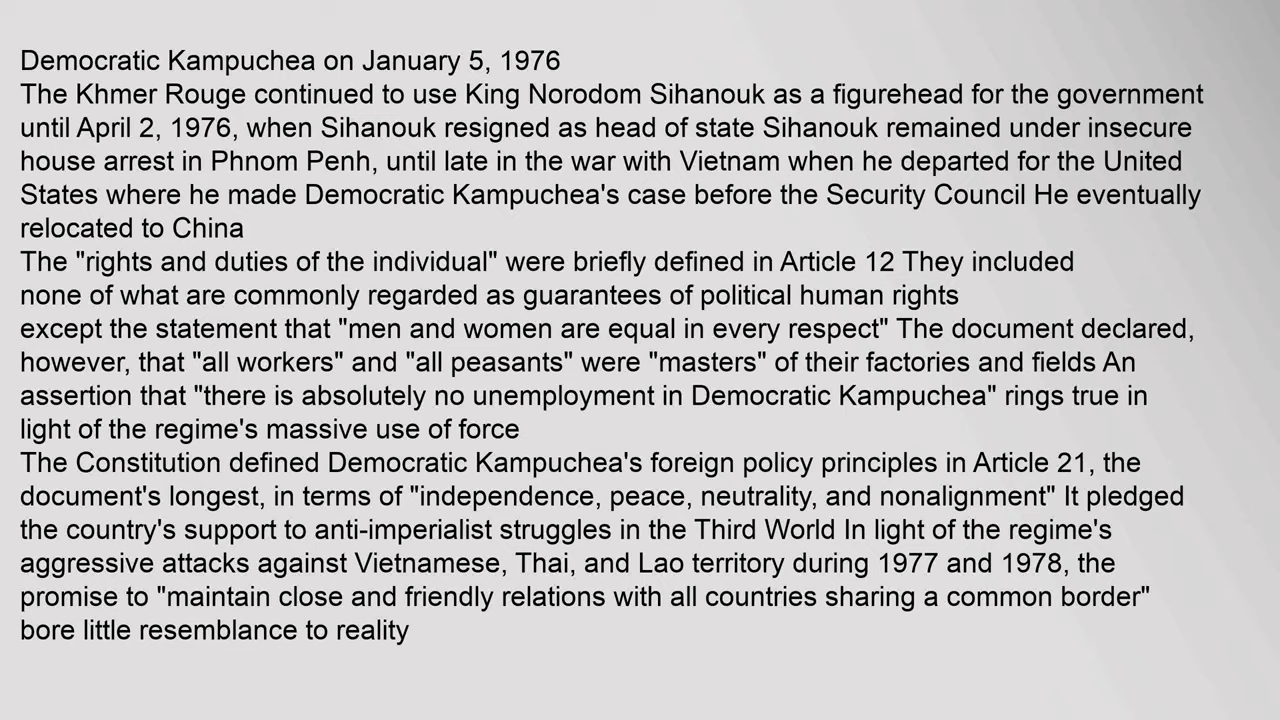 Democratic Kampuchea on January 5, 1976
The Khmer Rouge continued to use King Norodom Sihanouk as a figurehead for the government
until April 2, 1976, when Sihanouk resigned as head of state Sihanouk remained under insecure
house arrest in Phnom Penh, until late in the war with Vietnam when he departed for the United
States where he made Democratic Kampuchea's case before the Security Council He eventually
relocated to China
The "rights and duties of the individual" were briefly defined in Article 12 They included
none of what are commonly regarded as guarantees of political human rights
except the statement that "men and women are equal in every respect" The document declared,
however, that "all workers" and "all peasants" were "masters" of their factories and fields An
assertion that "there is absolutely no unemployment in Democratic Kampuchea" rings true in
light of the regime's massive use of force
The Constitution defined Democratic Kampuchea's foreign policy principles in Article 21, the
document's longest, in terms of "independence, peace, neutrality, and nonalignment" It pledged
the country's support to anti-imperialist struggles in the Third World In light of the regime's
aggressive attacks against Vietnamese, Thai, and Lao territory during 1977 and 1978, the
promise to "maintain close and friendly relations with all countries sharing a common border"
bore little resemblance to reality